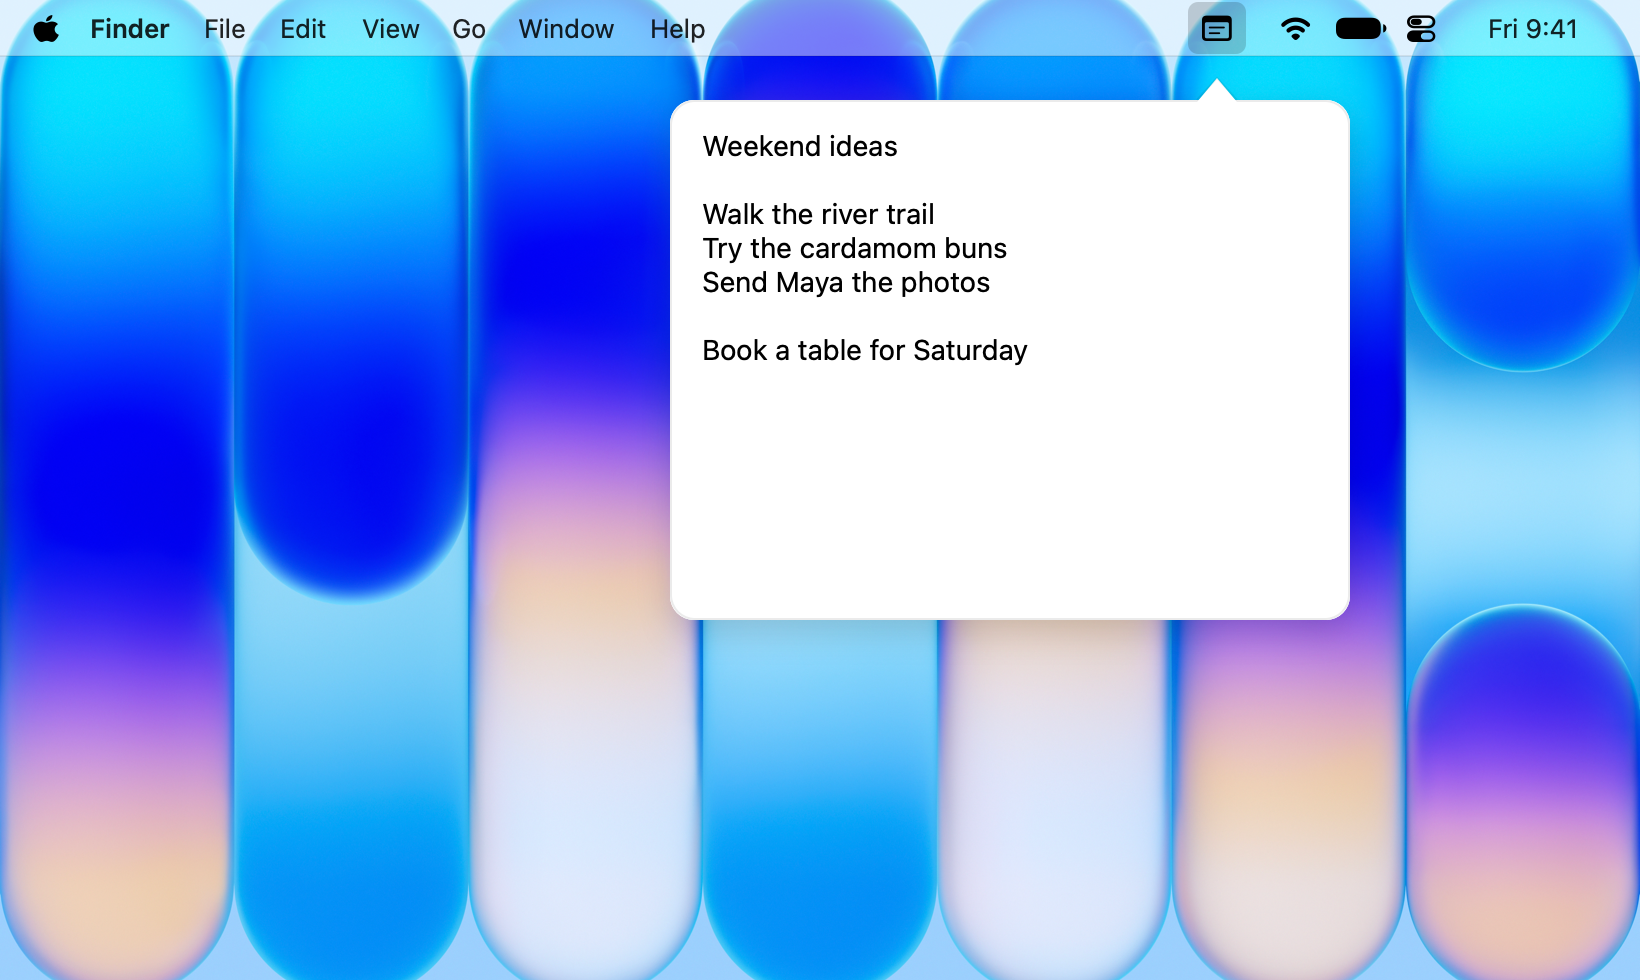 Finder File Edit View Go Window Help Fri 9:41
Weekend ideas
Walk the river trail
Try the cardamom buns
Send Maya the photos
Book a table for Saturday